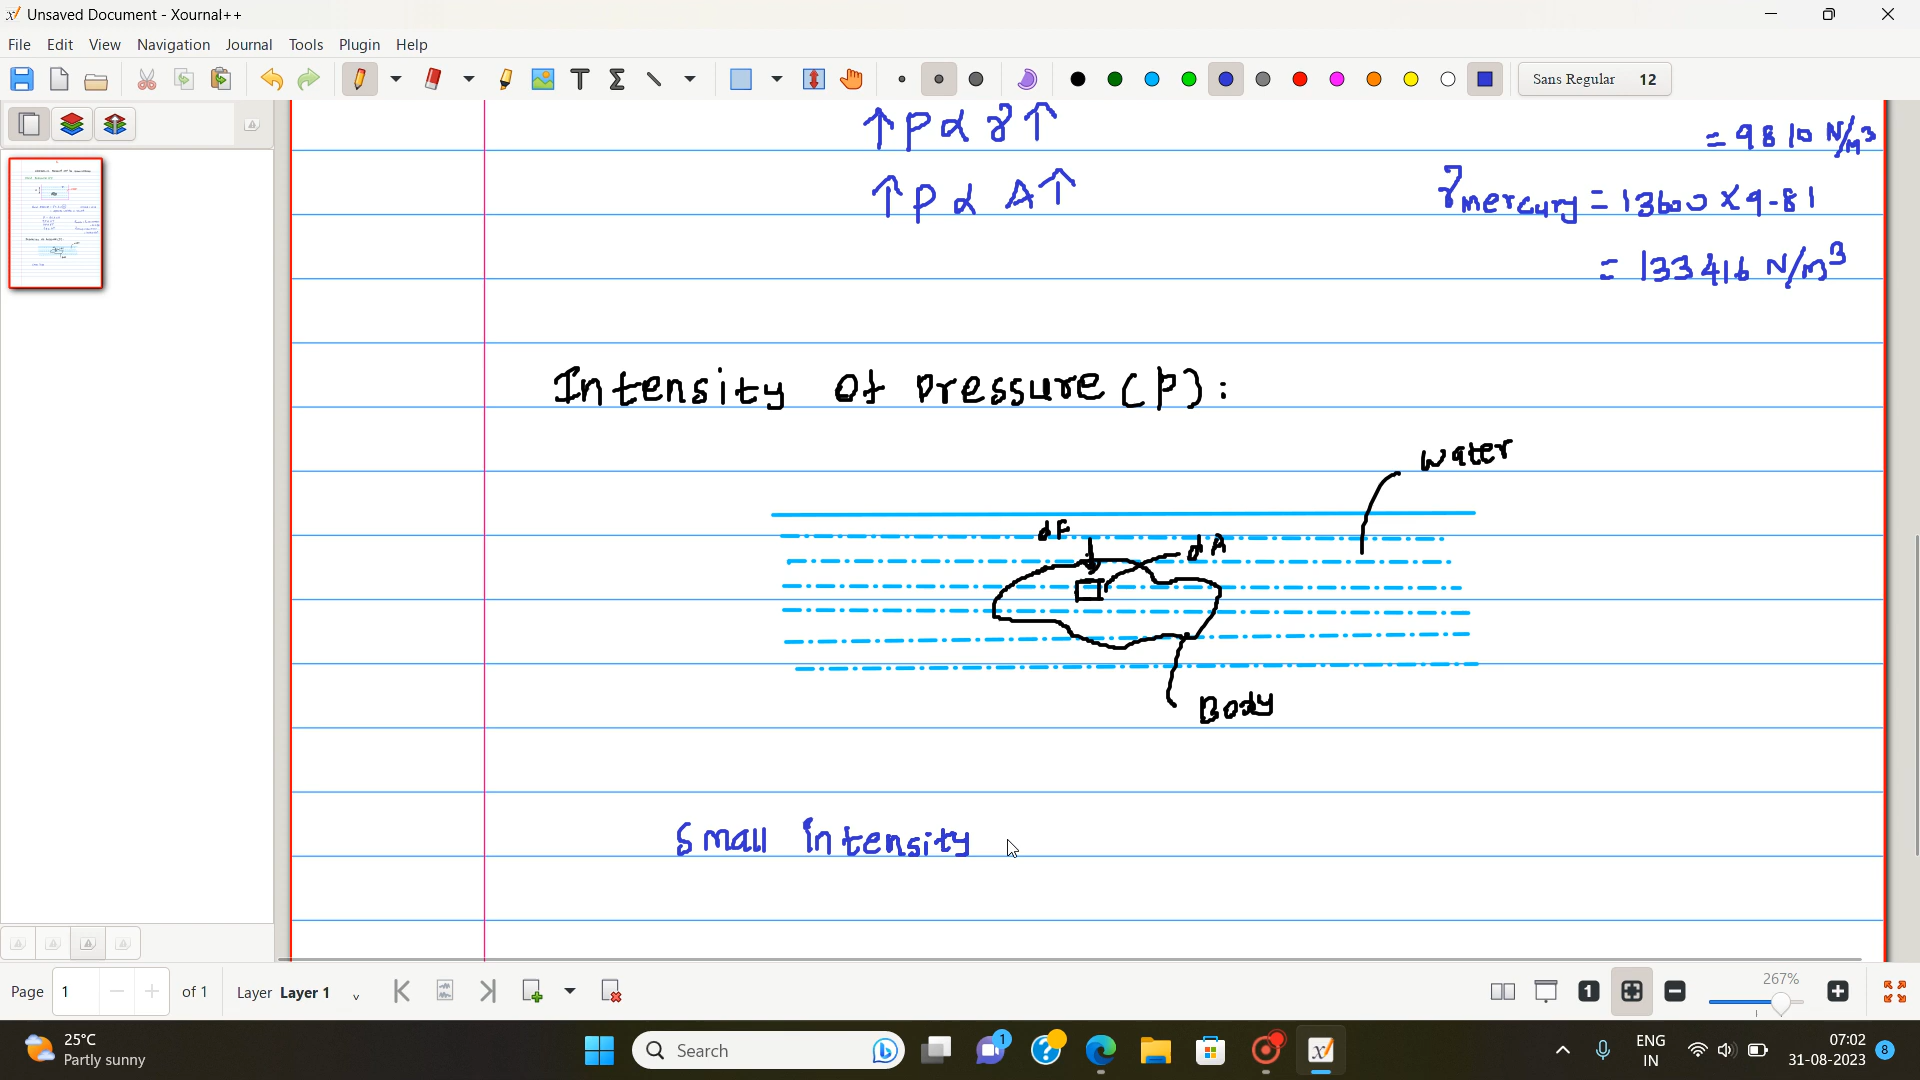 Unsaved Document - Xournal++
File Edit View Navigation Journal Tools Plugin Help
Sans Regular 12
↑ P α γ ↑
= 9810 N/m³
↑ P α A ↑
γmercury = 13600 × 9.81
= 133416 N/m³
Intensity of pressure (p):
water
dF
dA
Body
Small intensity
Page 1 of 1 Layer Layer 1 267%
25°C
Partly sunny
Search
1
ENG
IN
07:02
31-08-2023
8